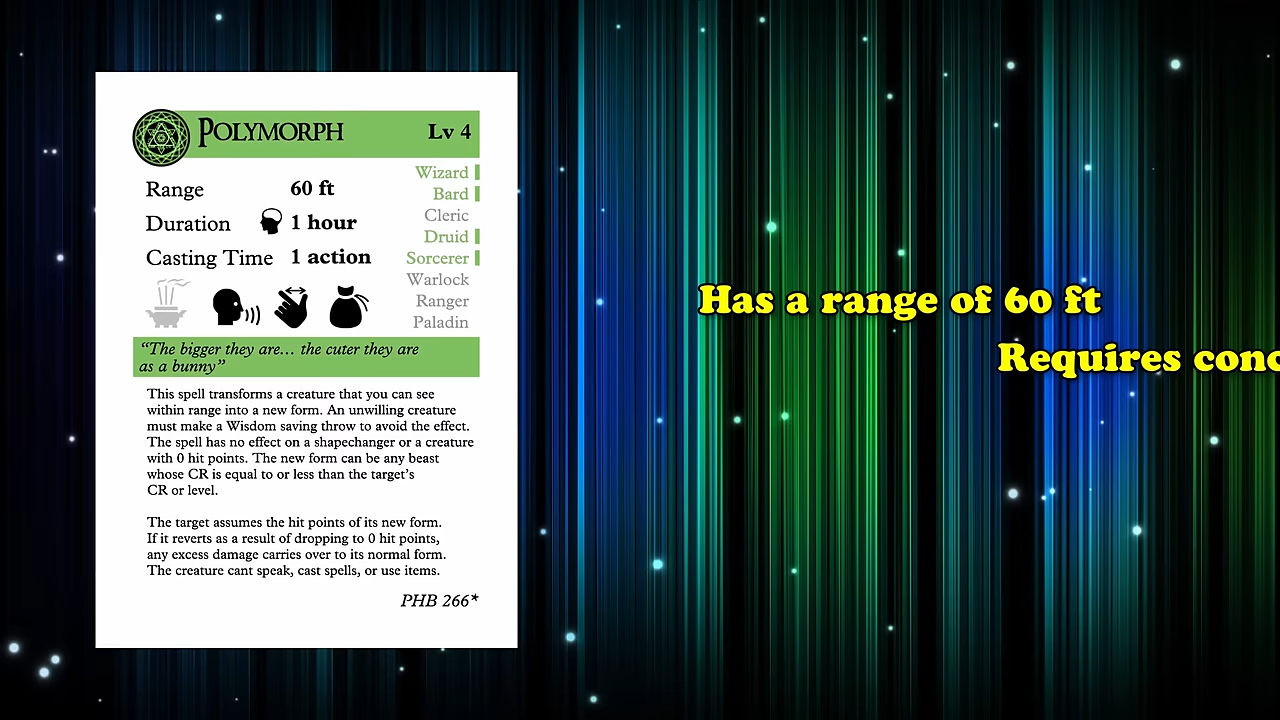 POLYMORPH Lv 4
Range 60 ft
Duration 1 hour
Casting Time 1 action
Wizard
Bard
Cleric
Druid
Sorcerer
Warlock
Ranger
Paladin
“The bigger they are... the cuter they are
as a bunny”
This spell transforms a creature that you can see
within range into a new form. An unwilling creature
must make a Wisdom saving throw to avoid the effect.
The spell has no effect on a shapechanger or a creature
with 0 hit points. The new form can be any beast
whose CR is equal to or less than the target’s
CR or level.
The target assumes the hit points of its new form.
If it reverts as a result of dropping to 0 hit points,
any excess damage carries over to its normal form.
The creature cant speak, cast spells, or use items.
PHB 266*
Has a range of 60 ft
Requires conc